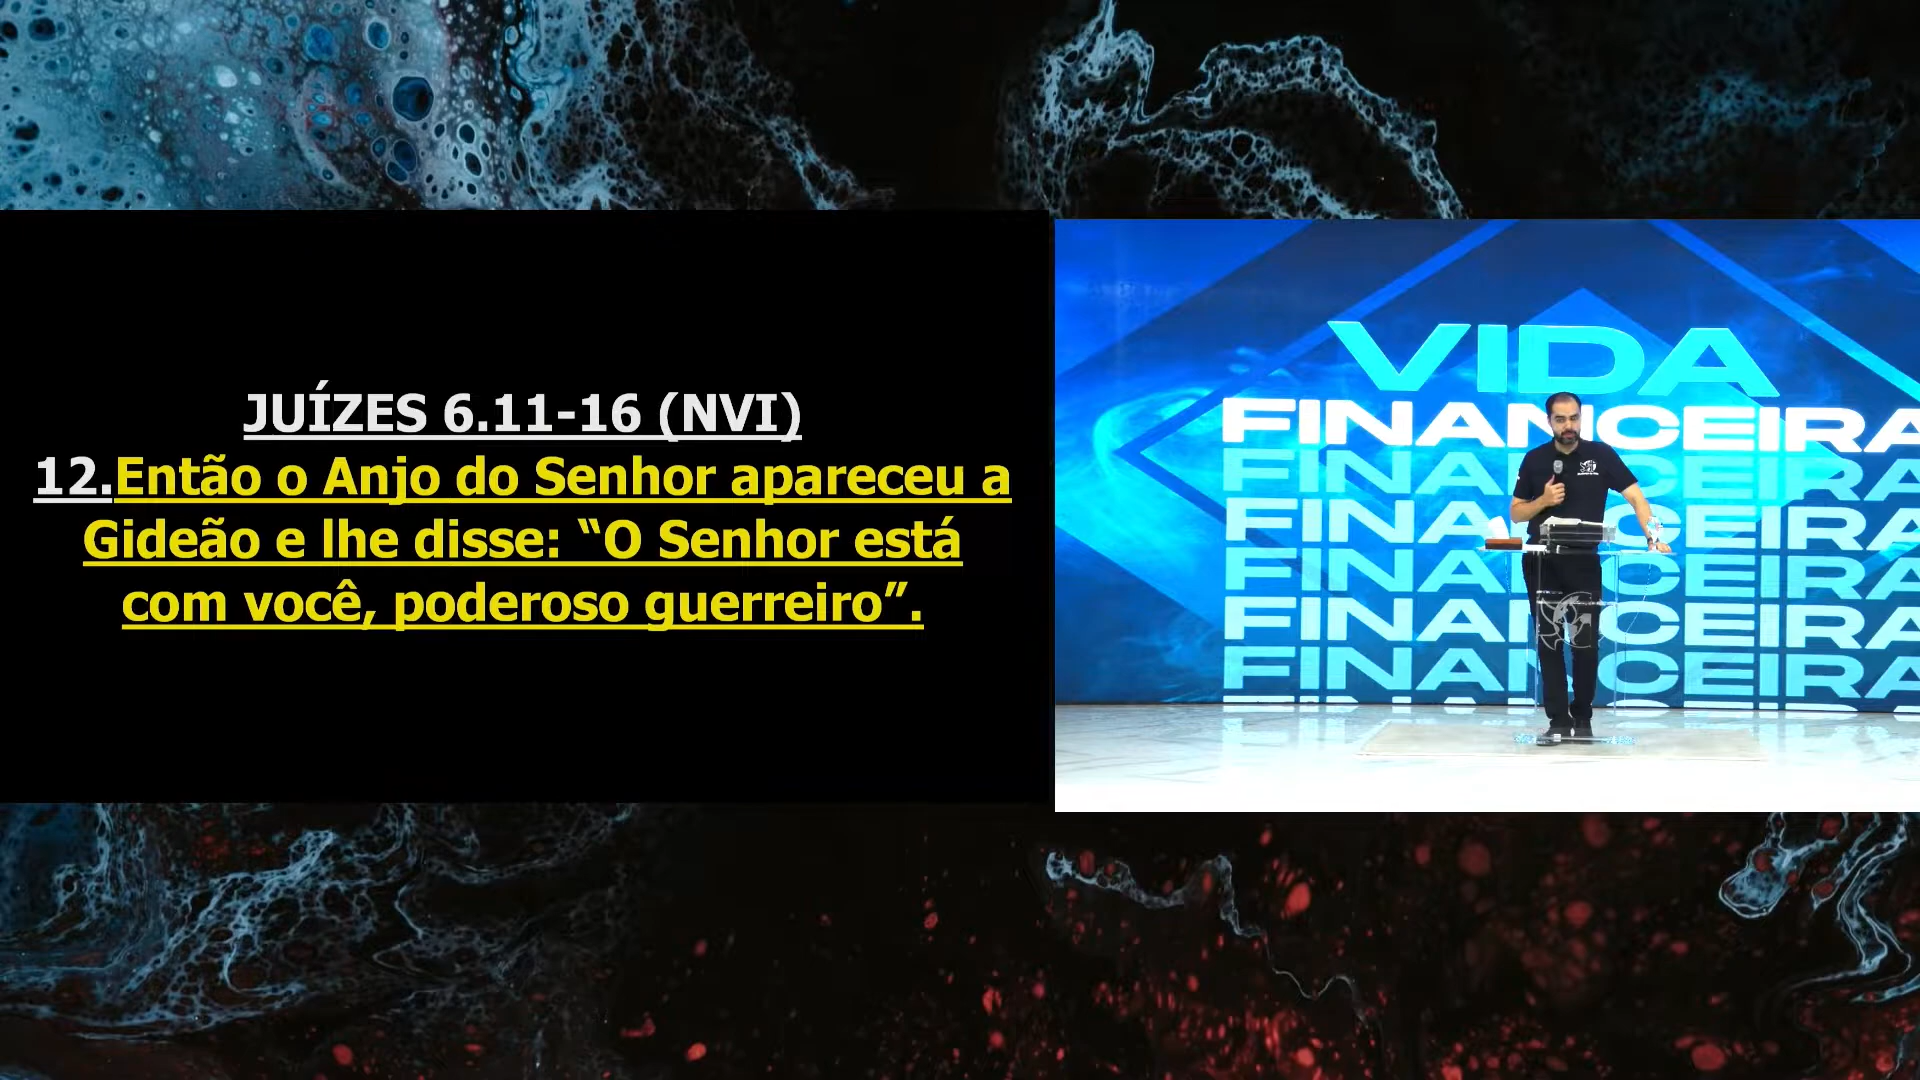 JUÍZES 6.11-16 (NVI)
12.Então o Anjo do Senhor apareceu a
Gideão e lhe disse: “O Senhor está
com você, poderoso guerreiro”.
VIDA
FINANCEIRA
FINANCEIRA
FINANCEIRA
FINANCEIRA
FINANCEIRA
FINANCEIRA